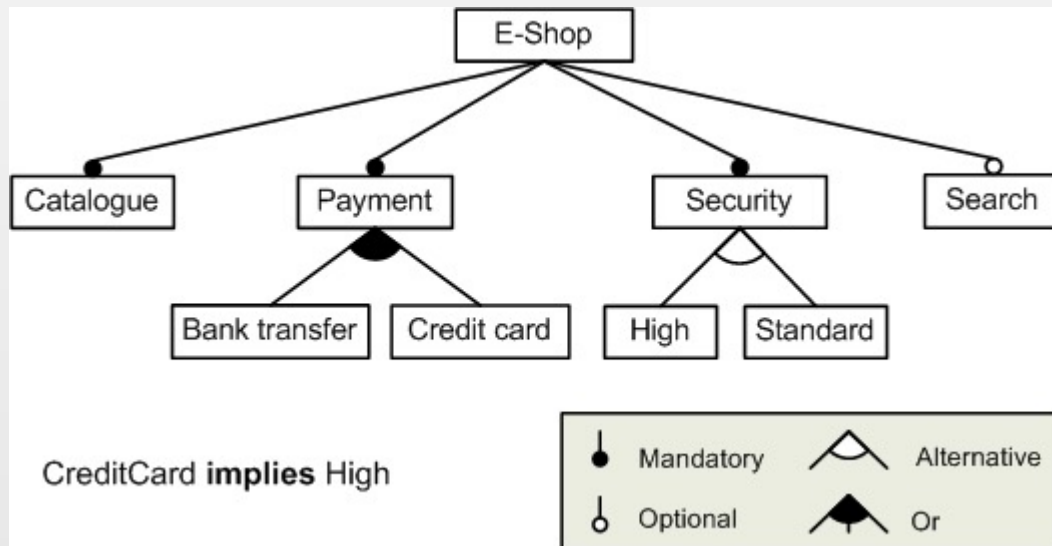 E-Shop
Catalogue
Payment
Security
Search
Bank transfer
Credit card
High
Standard
CreditCard implies High
Mandatory
Alternative
Optional
Or